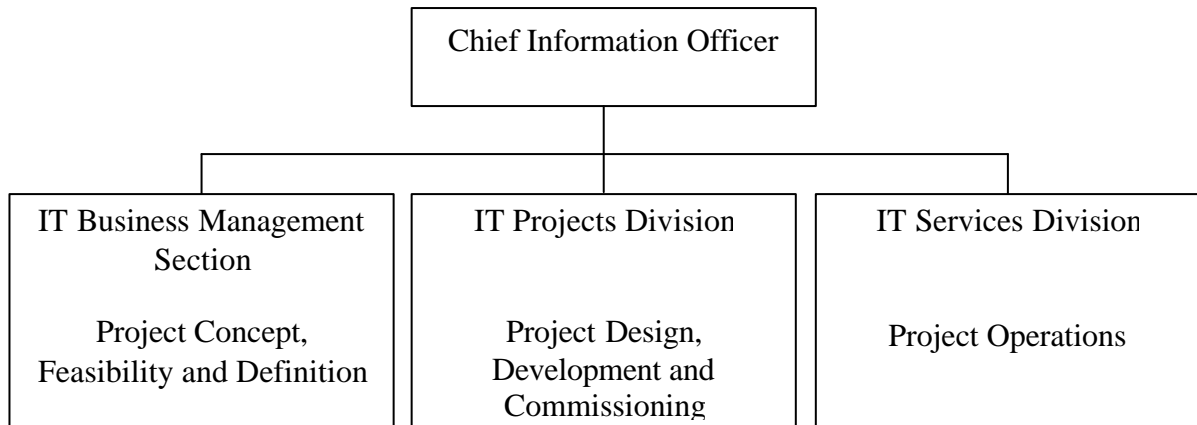 Chief Information Officer
IT Business Management
Section
Project Concept,
Feasibility and Definition
IT Projects Division
Project Design,
Development and
Commissioning
IT Services Division
Project Operations